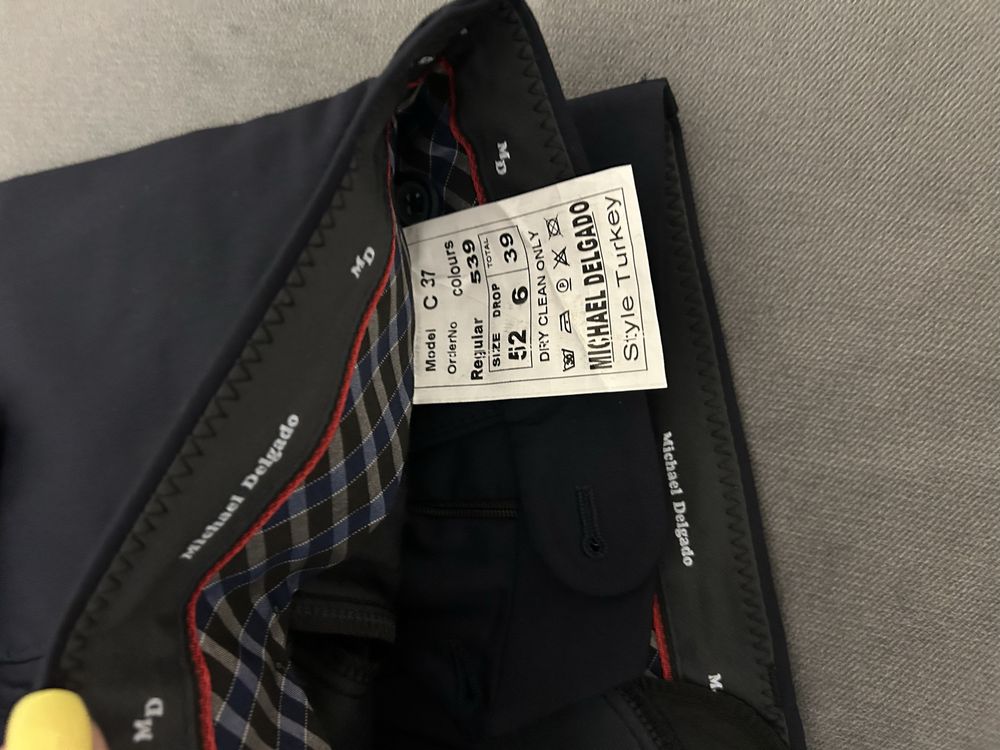 Model C 37
OrderNo colours
Regular 539
SIZE DROP TOTAL
52 6 39
DRY CLEAN ONLY
P
MICHAEL DELGADO
Style Turkey
MD
MD
Michael Delgado
MD
Michael Delgado
M